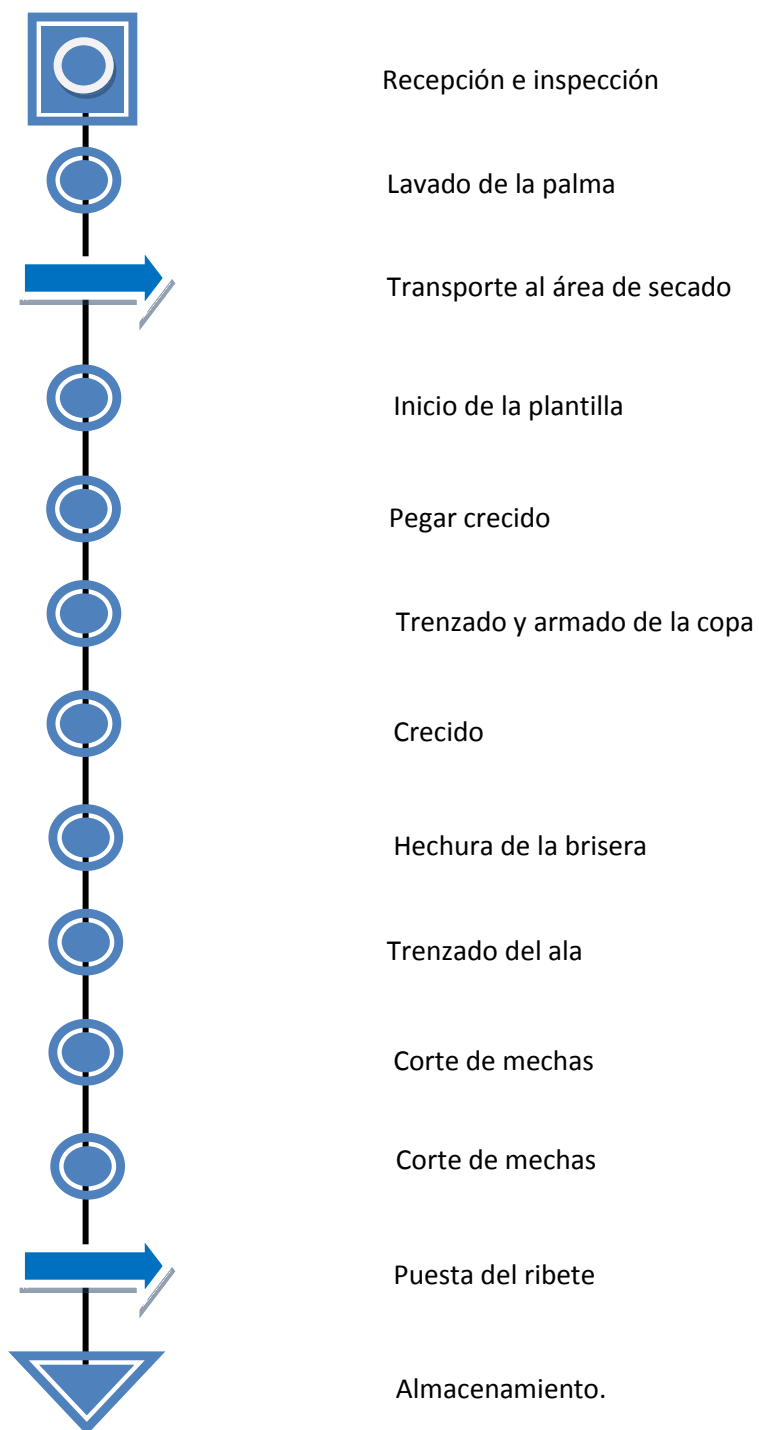 Recepción e inspección
Lavado de la palma
Transporte al área de secado
Inicio de la plantilla
Pegar crecido
Trenzado y armado de la copa
Crecido
Hechura de la brisera
Trenzado del ala
Corte de mechas
Corte de mechas
Puesta del ribete
Almacenamiento.